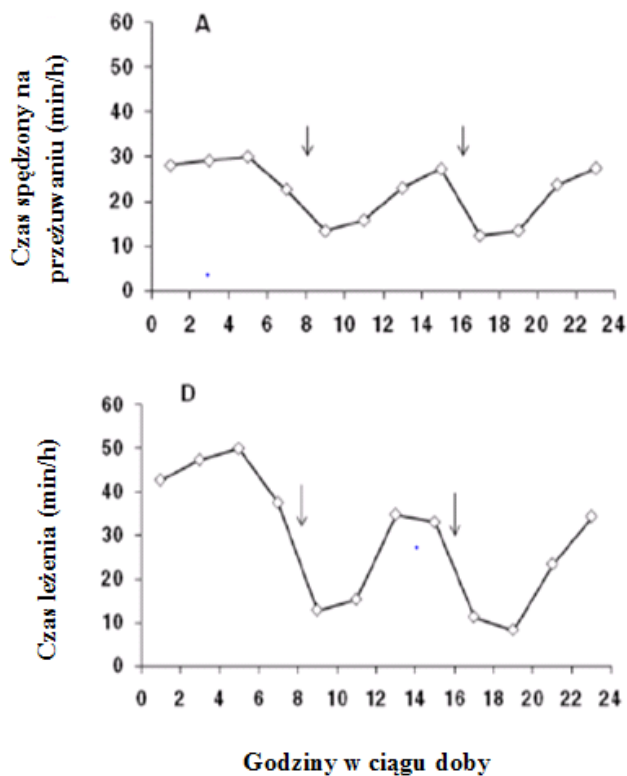 A
Czas spędzony na
przeżuwaniu (min/h)
60
50
40
30
20
10
0
0 2 4 6 8 10 12 14 16 18 20 22 24
D
Czas leżenia (min/h)
60
50
40
30
20
10
0
0 2 4 6 8 10 12 14 16 18 20 22 24
Godziny w ciągu doby